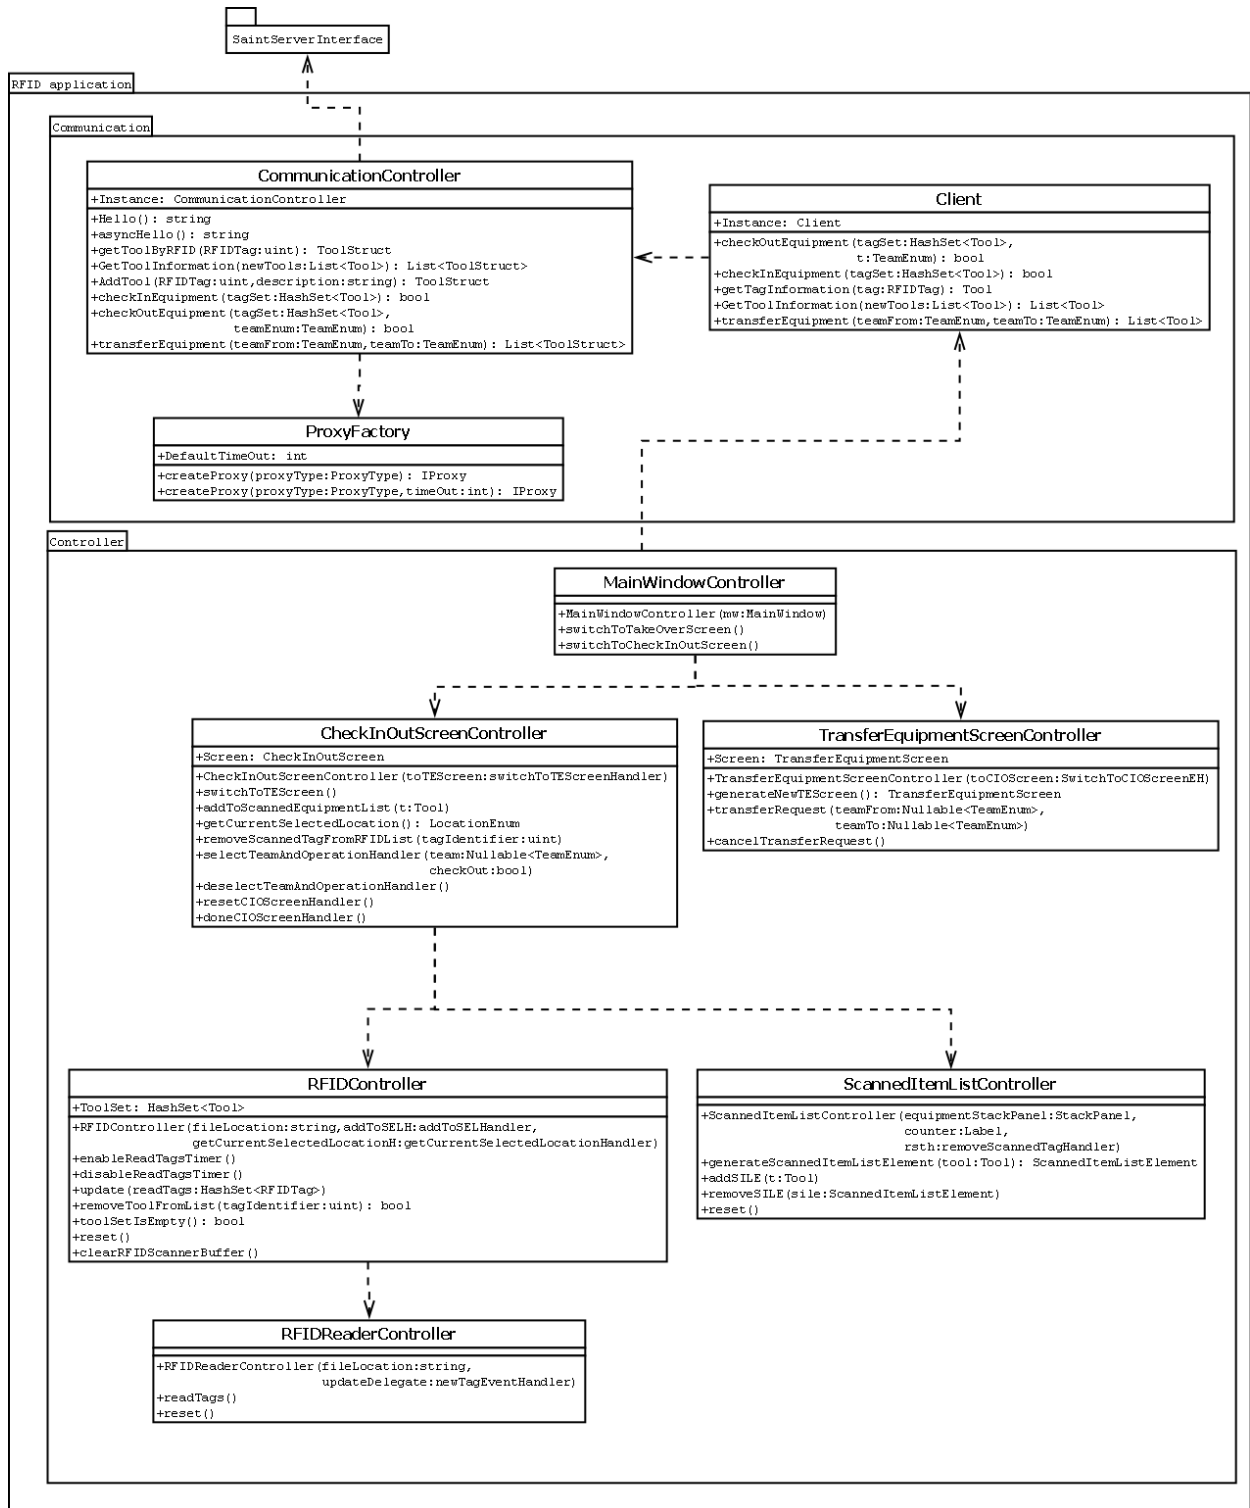 SaintServerInterface
RFID application
Communication
CommunicationController
+Instance: CommunicationController
+Hello(): string
+asyncHello(): string
+getToolByRFID(RFIDTag:uint): ToolStruct
+GetToolInformation(newTools:List<Tool>): List<ToolStruct>
+AddTool(RFIDTag:uint,description:string): ToolStruct
+checkInEquipment(tagSet:HashSet<Tool>): bool
+checkOutEquipment(tagSet:HashSet<Tool>,
teamEnum:TeamEnum): bool
+transferEquipment(teamFrom:TeamEnum,teamTo:TeamEnum): List<ToolStruct>
Client
+Instance: Client
+checkOutEquipment(tagSet:HashSet<Tool>,
t:TeamEnum): bool
+checkInEquipment(tagSet:HashSet<Tool>): bool
+getTagInformation(tag:RFIDTag): Tool
+GetToolInformation(newTools:List<Tool>): List<Tool>
+transferEquipment(teamFrom:TeamEnum,teamTo:TeamEnum): List<Tool>
ProxyFactory
+DefaultTimeOut: int
+createProxy(proxyType:ProxyType): IProxy
+createProxy(proxyType:ProxyType,timeOut:int): IProxy
Controller
MainWindowController
+MainWindowController(mw:MainWindow)
+switchToTakeOverScreen()
+switchToCheckInOutScreen()
CheckInOutScreenController
+Screen: CheckInOutScreen
+CheckInOutScreenController(toTEScreen:switchToTEScreenHandler)
+switchToTEScreen()
+addToScannedEquipmentList(t:Tool)
+getCurrentSelectedLocation(): LocationEnum
+removeScannedTagFromRFIDList(tagIdentifier:uint)
+selectTeamAndOperationHandler(team:Nullable<TeamEnum>,
checkOut:bool)
+deselectTeamAndOperationHandler()
+resetCIOScreenHandler()
+doneCIOScreenHandler()
TransferEquipmentScreenController
+Screen: TransferEquipmentScreen
+TransferEquipmentScreenController(toCIOScreen:SwitchToCIOScreenEH)
+generateNewTEScreen(): TransferEquipmentScreen
+transferRequest(teamFrom:Nullable<TeamEnum>,
teamTo:Nullable<TeamEnum>)
+cancelTransferRequest()
RFIDController
+ToolSet: HashSet<Tool>
+RFIDController(fileLocation:string,addToSELH:addToSELHandler,
getCurrentSelectedLocationH:getCurrentSelectedLocationHandler)
+enableReadTagsTimer()
+disableReadTagsTimer()
+update(readTags:HashSet<RFIDTag>)
+removeToolFromList(tagIdentifier:uint): bool
+toolSetIsEmpty(): bool
+reset()
+clearRFIDScannerBuffer()
ScannedItemListController
+ScannedItemListController(equipmentStackPanel:StackPanel,
counter:Label,
rsth:removeScannedTagHandler)
+generateScannedItemListElement(tool:Tool): ScannedItemListElement
+addSILE(t:Tool)
+removeSILE(sile:ScannedItemListElement)
+reset()
RFIDReaderController
+RFIDReaderController(fileLocation:string,
updateDelegate:newTagEventHandler)
+readTags()
+reset()